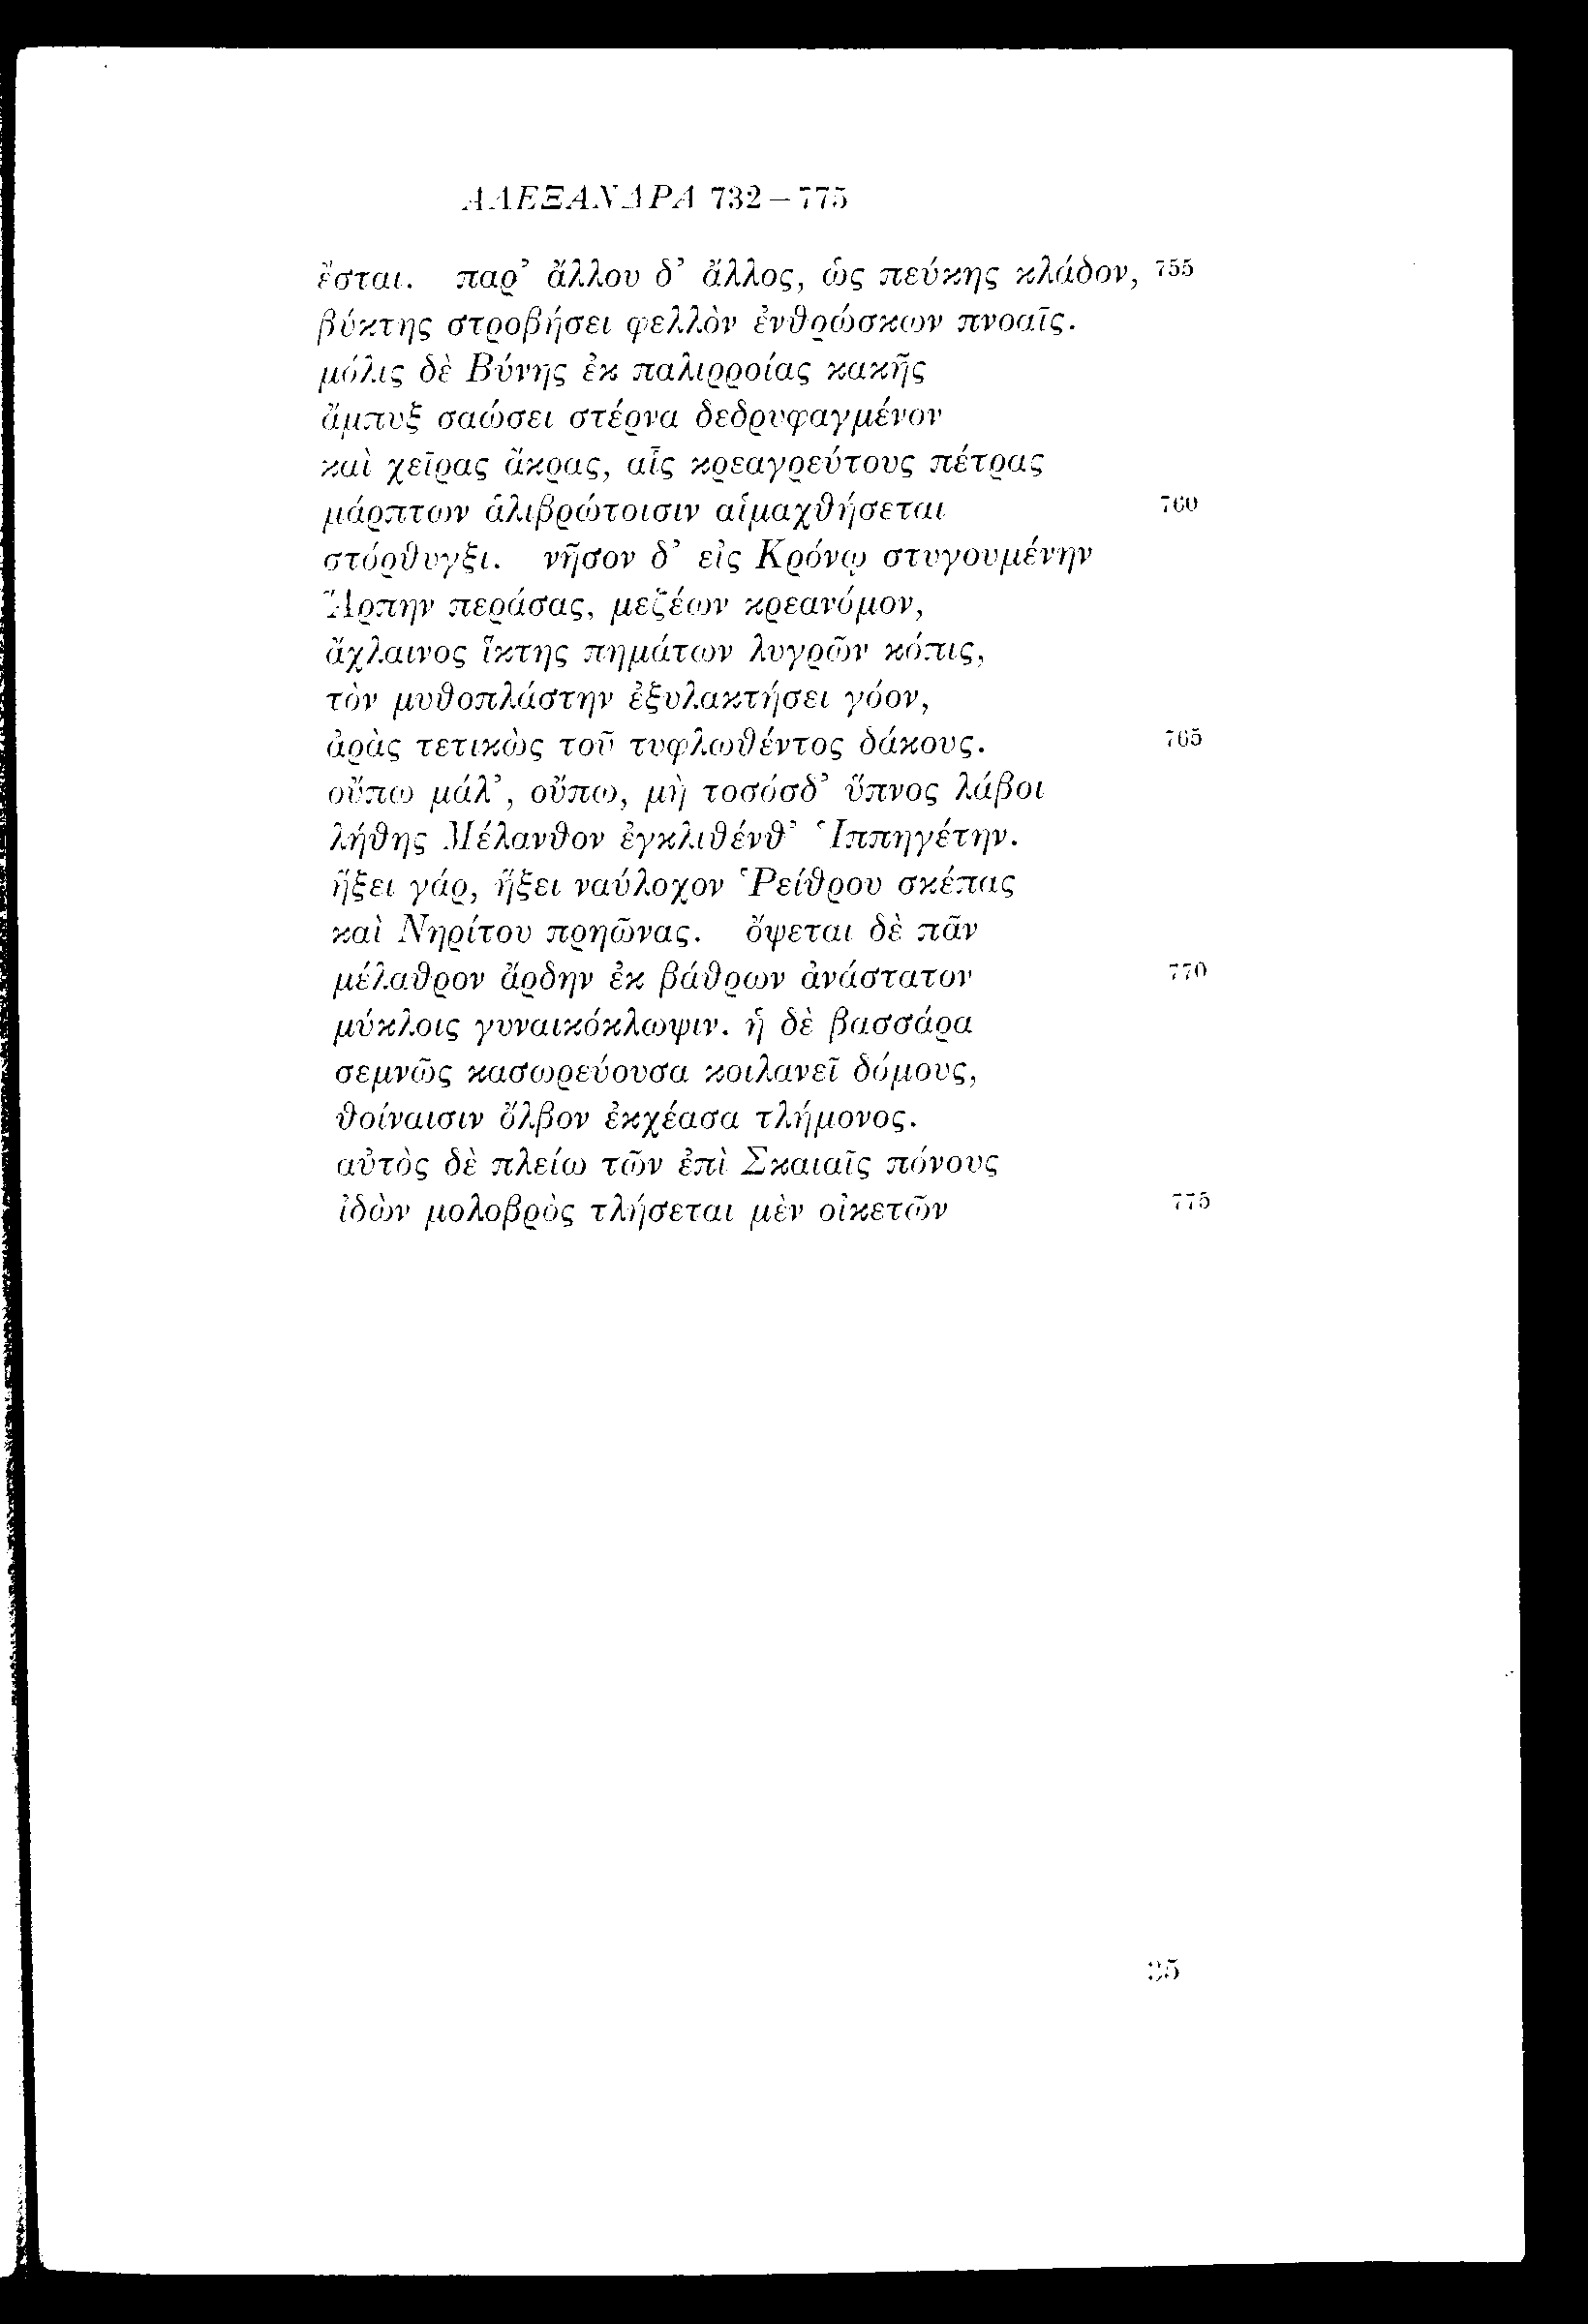 ΑΛΕΞΑΝΔΡΑ 732–775
ἔσται. παρ’ ἄλλου δ’ ἄλλος, ὡς πεύκης κλάδον, 755
βύκτης στροβήσει φελλὸν ἐνθρώσκων πνοαῖς.
μόλις δὲ Βύνης ἐκ παλιρροίας κακῆς
ἄμπυξ σαώσει στέρνα δεδρυφαγμένον
καὶ χεῖρας ἄκρας, αἷς κρεαγρεύτους πέτρας
μάρπτων ἁλιβρώτοισιν αἱμαχθήσεται 760
στόρθυγξι. νῆσον δ’ εἰς Κρόνῳ στυγουμένην
Ἅρπην περάσας, μεζέων κρεανόμον,
ἄχλαινος ἵκτης πημάτων λυγρῶν κόπις,
τὸν μυθοπλάστην ἐξυλακτήσει γόον,
ἀρὰς τετικὼς τοῦ τυφλωθέντος δάκους. 765
οὔπω μάλ’, οὔπω, μὴ τοσόσδ’ ὕπνος λάβοι
λήθης Μέλανθον ἐγκλιθένθ’ Ἱππηγέτην.
ἥξει γάρ, ἥξει ναύλοχον Ῥείθρου σκέπας
καὶ Νηρίτου πρηῶνας. ὄψεται δὲ πᾶν
μέλαθρον ἄρδην ἐκ βάθρων ἀνάστατον 770
μύκλοις γυναικόκλωψιν. ἡ δὲ βασσάρα
σεμνῶς κασωρεύουσα κοιλανεῖ δόμους,
θοίναισιν ὄλβον ἐκχέασα τλήμονος.
αὐτὸς δὲ πλείω τῶν ἐπὶ Σκαιαῖς πόνους
ἰδὼν μολοβρὸς τλήσεται μὲν οἰκετῶν 775
35